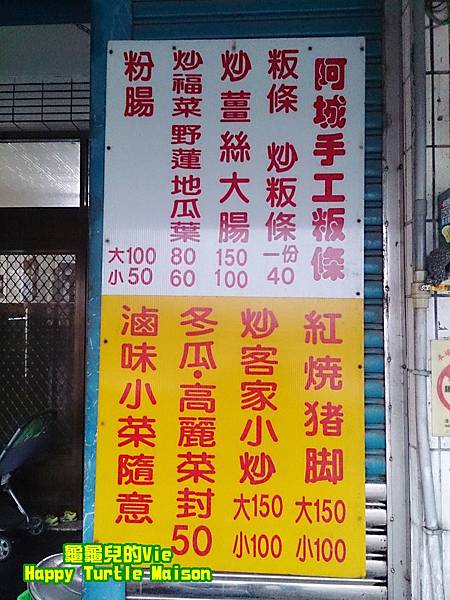 阿城手工粄條
粄條 炒粄條 一份40
炒薑絲大腸 150 100
炒福菜野蓮地瓜葉 80 60
粉腸 大100 小50
紅燒猪脚 大150 小100
炒客家小炒 大150 小100
冬瓜·高麗菜封 50
滷味小菜隨意
龜龜兒的Vie
Happy Turtle Maison